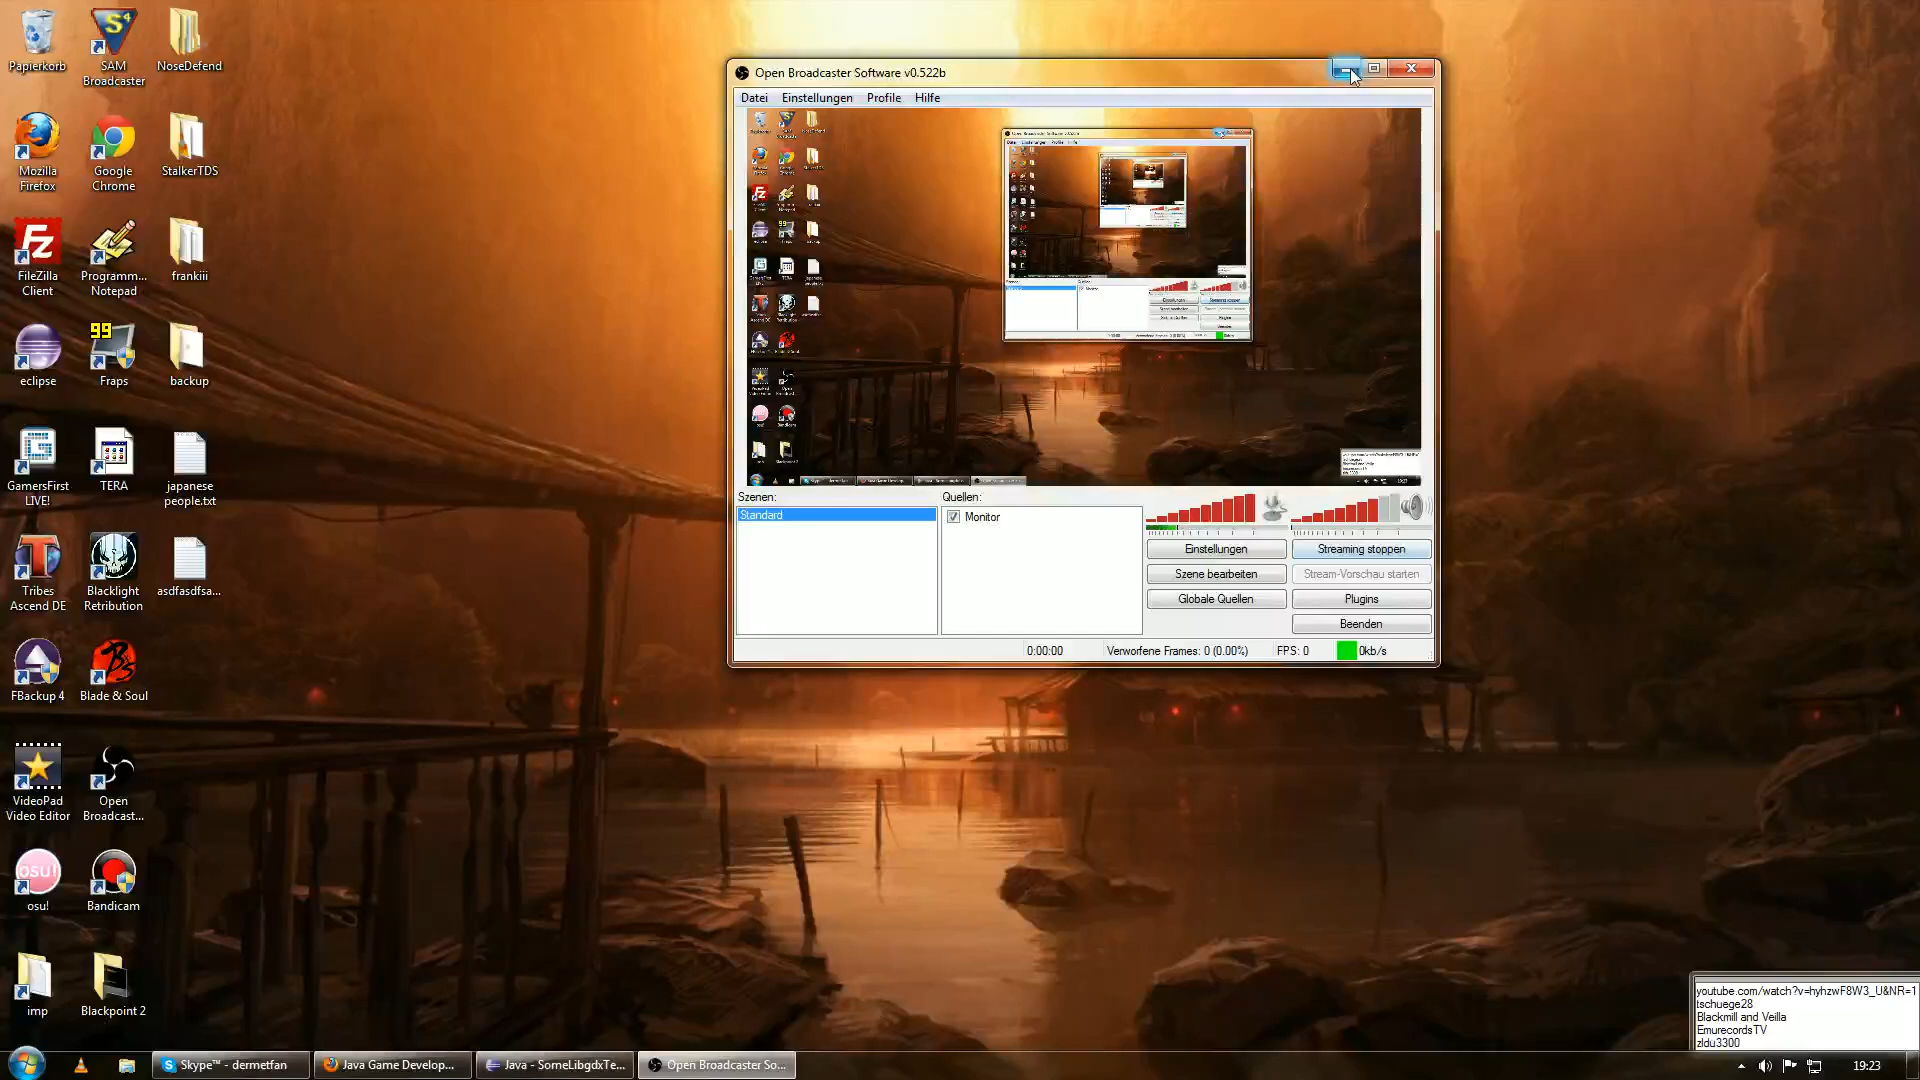 Papierkorb
SAM
Broadcaster
NoseDefend
Mozilla
Firefox
Google
Chrome
StalkerTDS
FileZilla
Client
Programm...
Notepad
frankiii
eclipse
99
Fraps
backup
GamersFirst
LIVE!
TERA
japanese
people.txt
Tribes
Ascend DE
Blacklight
Retribution
asdfasdfsa...
FBackup 4
Blade & Soul
VideoPad
Video Editor
Open
Broadcast...
osu!
osu!
Bandicam
imp
Blackpoint 2
Open Broadcaster Software v0.522b
Datei Einstellungen Profile Hilfe
Szenen:
Standard
Quellen:
Monitor
Einstellungen
Streaming stoppen
Szene bearbeiten
Stream-Vorschau starten
Globale Quellen
Plugins
Beenden
0:00:00
Verworfene Frames: 0 (0.00%)
FPS: 0
0kb/s
youtube.com/watch?v=hyhzwF8W3_U&NR=1
tschuege28
Blackmill and Veilla
EmurecordsTV
zldu3300
Skype™ - dermetfan
Java Game Develop...
Java - SomeLibgdxTe...
Open Broadcaster So...
19:23